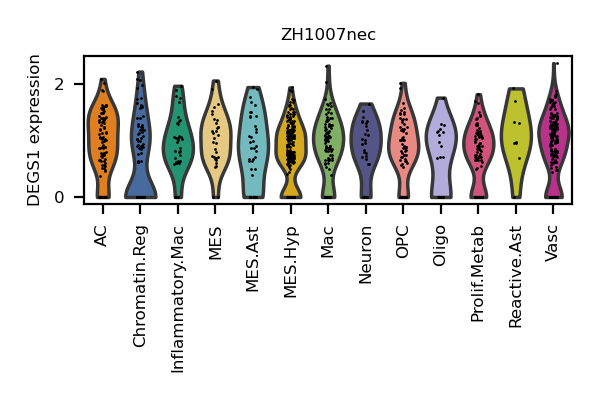 ZH1007nec
DEGS1 expression
2
0
AC
Chromatin.Reg
Inflammatory.Mac
MES
MES.Ast
MES.Hyp
Mac
Neuron
OPC
Oligo
Prolif.Metab
Reactive.Ast
Vasc